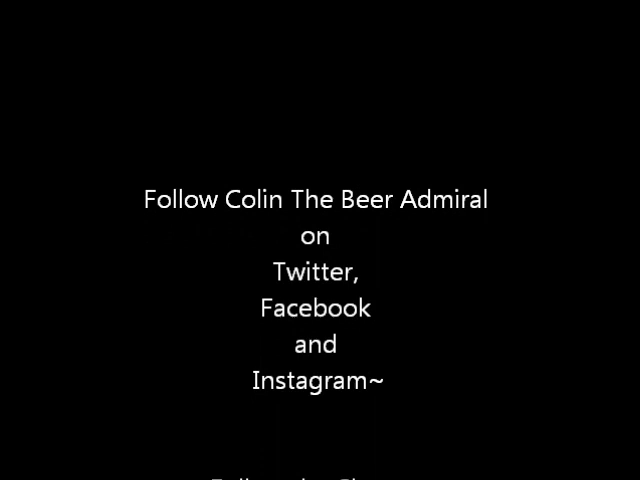 Follow Colin The Beer Admiral
on
Twitter,
Facebook
and
Instagram~